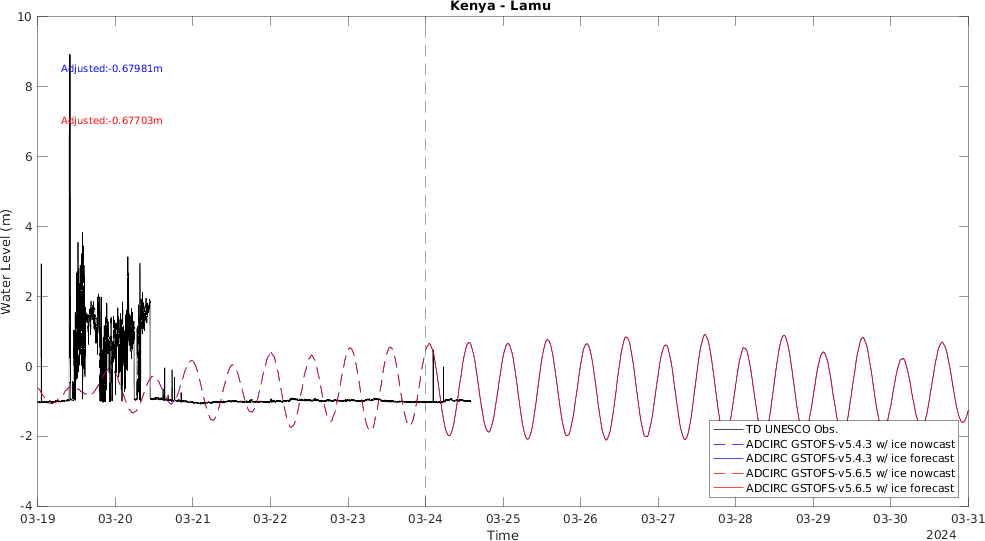 Kenya - Lamu
10
8
6
4
2
0
-2
-4
Water Level (m)
Adjusted:-0.67981m
Adjusted:-0.67703m
TD UNESCO Obs.
ADCIRC GSTOFS-v5.4.3 w/ ice nowcast
ADCIRC GSTOFS-v5.4.3 w/ ice forecast
ADCIRC GSTOFS-v5.6.5 w/ ice nowcast
ADCIRC GSTOFS-v5.6.5 w/ ice forecast
03-19 03-20 03-21 03-22 03-23 03-24 03-25 03-26 03-27 03-28 03-29 03-30 03-31
Time
2024